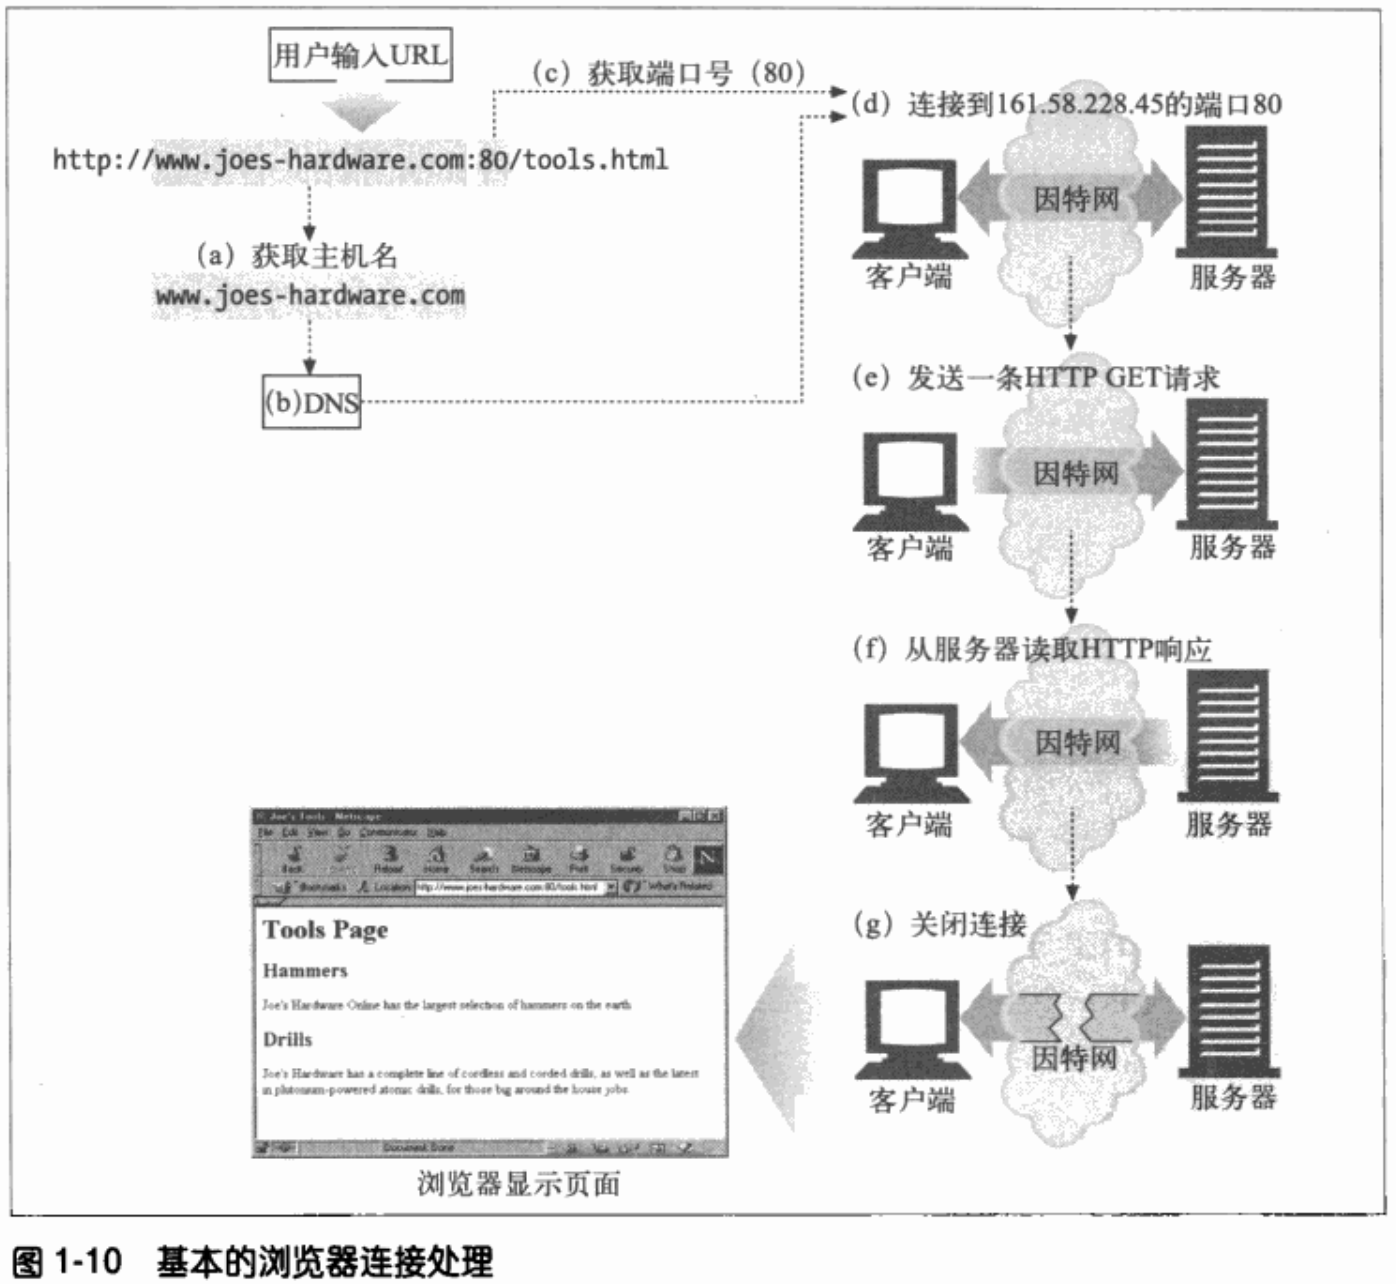 用户输入URL
(c) 获取端口号（80）
(d) 连接到161.58.228.45的端口80
http://www.joes-hardware.com:80/tools.html
因特网
客户端
服务器
(a) 获取主机名
www.joes-hardware.com
(b)DNS
(e) 发送一条HTTP GET请求
因特网
客户端
服务器
(f) 从服务器读取HTTP响应
因特网
客户端
服务器
(g) 关闭连接
因特网
客户端
服务器
Joe's Tools Netscape
File Edit View Go Communicator Help
Back Reload Home Search Netscape Print Security Shop
Bookmarks Location http://www.joes-hardware.com:80/tools.html What's Related
Tools Page
Hammers
Joe's Hardware Online has the largest selection of hammers on the earth
Drills
Joe's Hardware has a complete line of cordless and corded drills, as well as the latest
in plutonium-powered atomic drills, for those big around the house jobs
Document: Done
浏览器显示页面
图 1-10 基本的浏览器连接处理